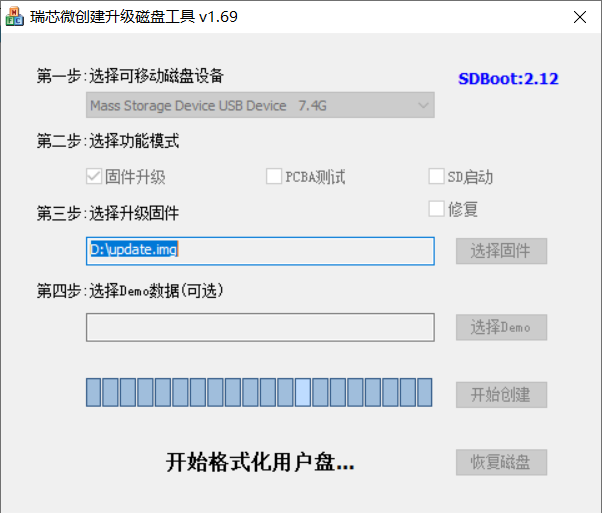 瑞芯微创建升级磁盘工具 v1.69
第一步:选择可移动磁盘设备
SDBoot:2.12
Mass Storage Device USB Device 7.4G
第二步:选择功能模式
固件升级
PCBA测试
SD启动
修复
第三步:选择升级固件
D:\update.img
选择固件
第四步:选择Demo数据(可选)
选择Demo
开始创建
开始格式化用户盘...
恢复磁盘